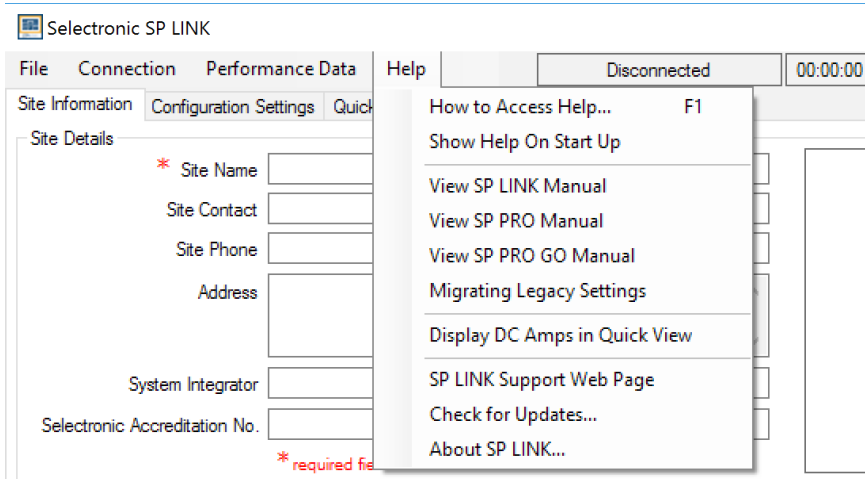 Selectronic SP LINK
File Connection Performance Data Help Disconnected 00:00:00
Site Information Configuration Settings Quick
How to Access Help... F1
Show Help On Start Up
View SP LINK Manual
View SP PRO Manual
View SP PRO GO Manual
Migrating Legacy Settings
Display DC Amps in Quick View
SP LINK Support Web Page
Check for Updates...
About SP LINK...
Site Details
* Site Name
Site Contact
Site Phone
Address
System Integrator
Selectronic Accreditation No.
* required fie